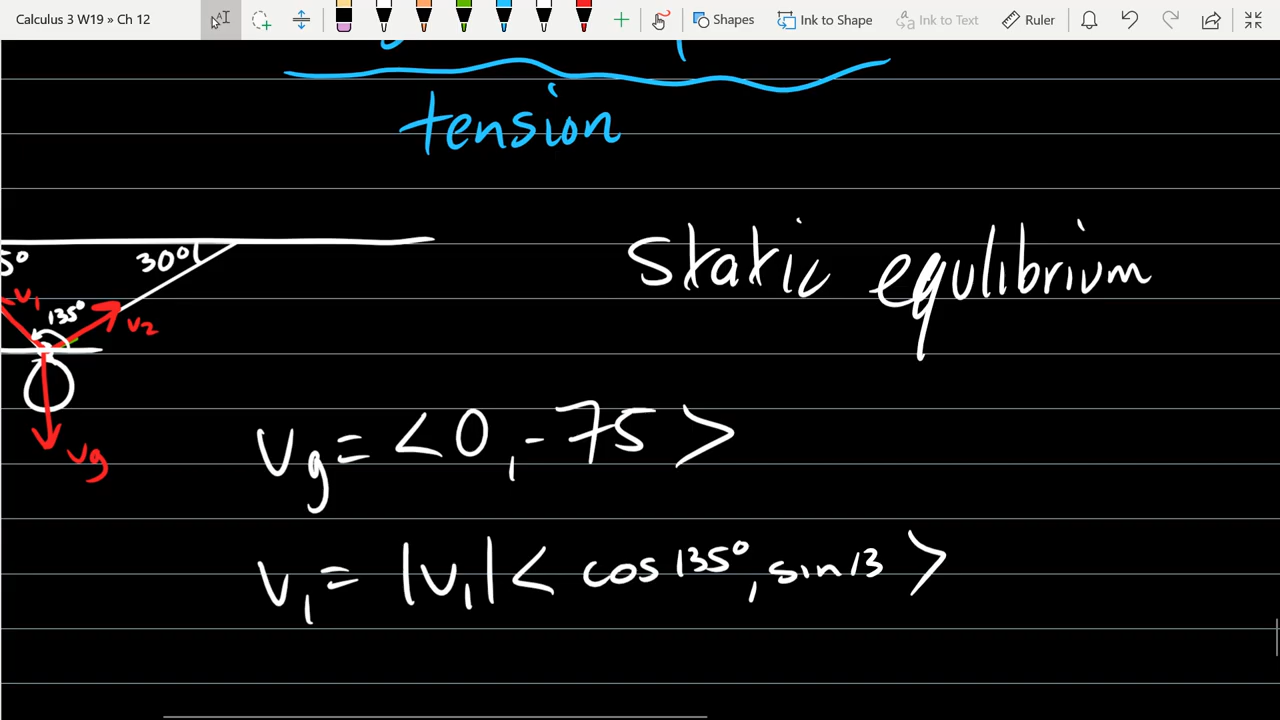 Calculus 3 W19 » Ch 12
Shapes
Ink to Shape
Ink to Text
Ruler
tension
5°
30°
static equlibrium
v1
135°
v2
vg
vg = <0, -75>
v1 = |v1| < cos 135°, sin 13 >